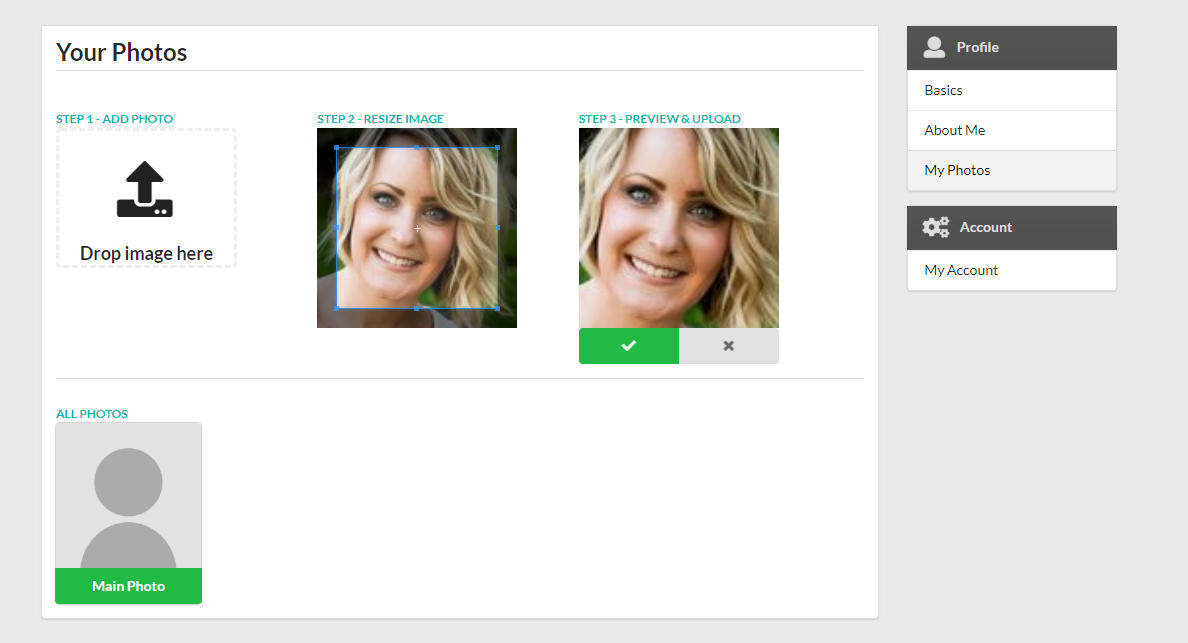 Your Photos
STEP 1 - ADD PHOTO
STEP 2 - RESIZE IMAGE
STEP 3 - PREVIEW & UPLOAD
Drop image here
ALL PHOTOS
Main Photo
Profile
Basics
About Me
My Photos
Account
My Account